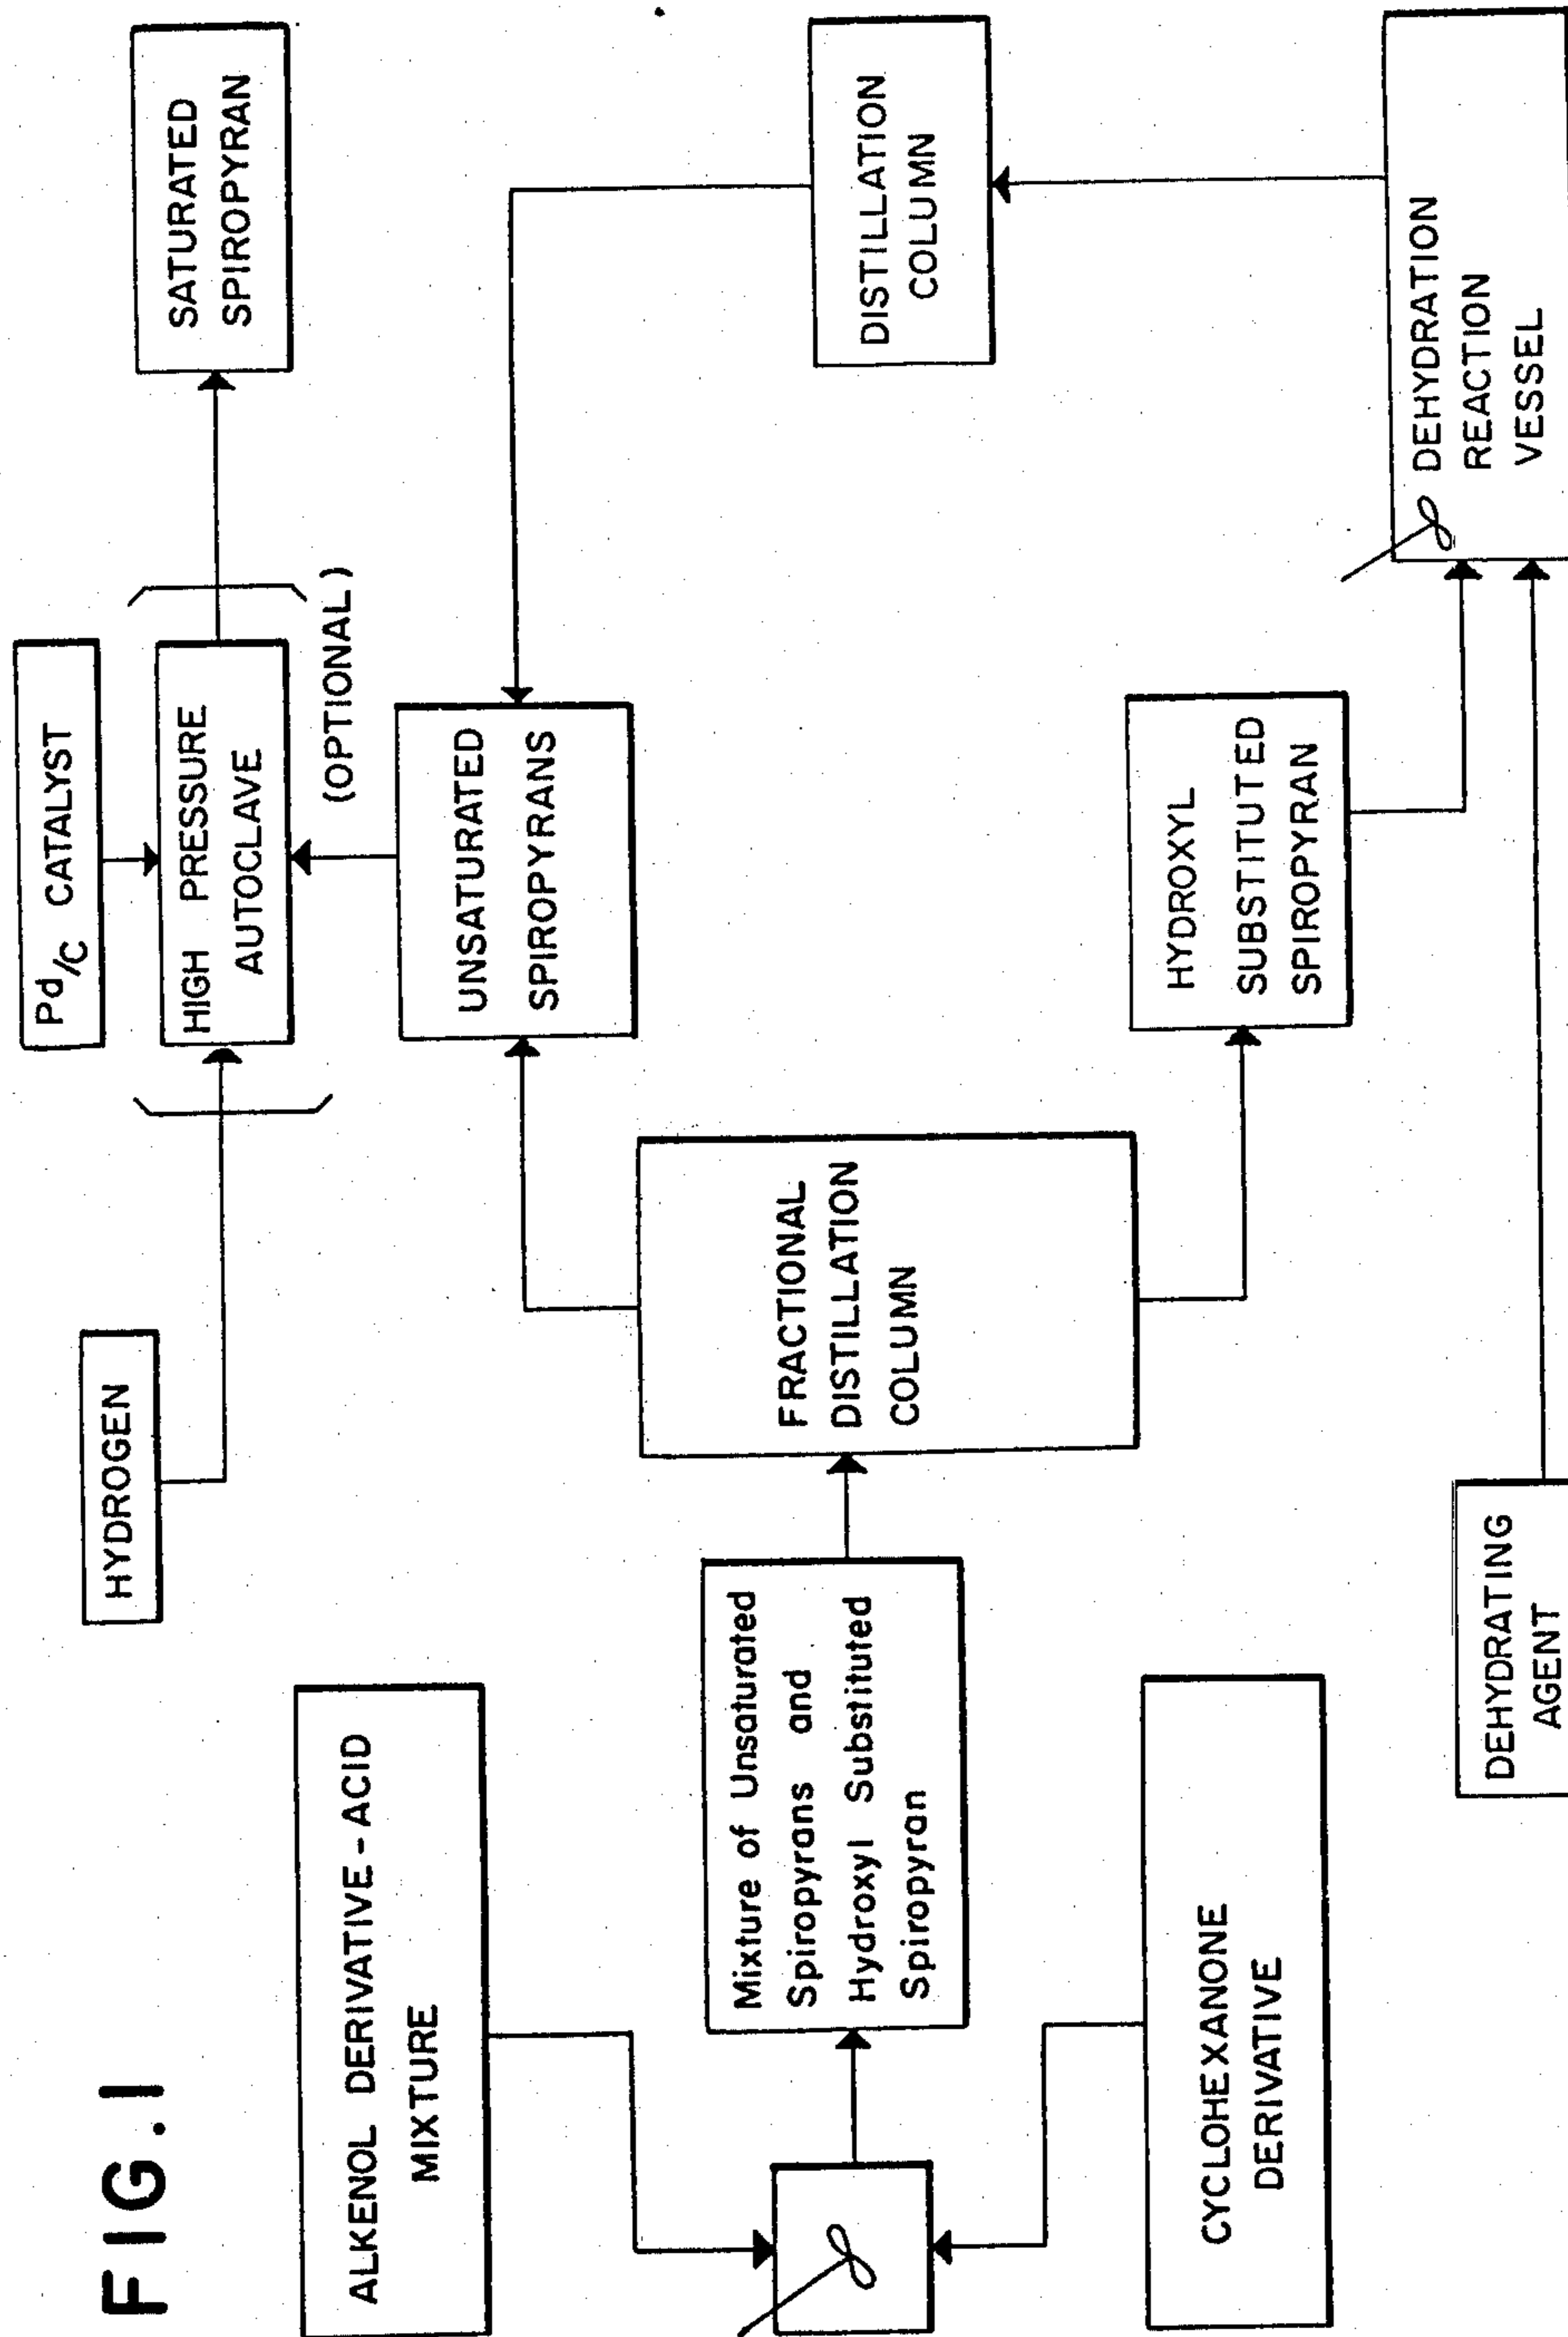 FIG.1
ALKENOL DERIVATIVE-ACID
MIXTURE
CYCLOHEXANONE
DERIVATIVE
Mixture of Unsaturated
Spiropyrans and
Hydroxyl Substituted
Spiropyran
FRACTIONAL
DISTILLATION
COLUMN
HYDROGEN
Pd/C CATALYST
HIGH PRESSURE
AUTOCLAVE
(OPTIONAL)
SATURATED
SPIROPYRAN
UNSATURATED
SPIROPYRANS
HYDROXYL
SUBSTITUTED
SPIROPYRAN
DEHYDRATING
AGENT
DEHYDRATION
REACTION
VESSEL
DISTILLATION
COLUMN